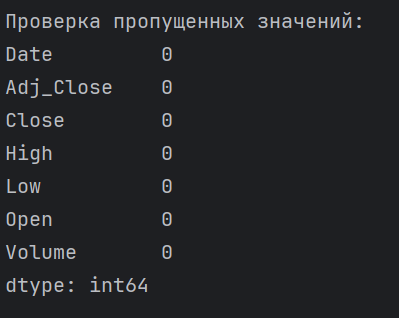 Проверка пропущенных значений:
Date 0
Adj_Close 0
Close 0
High 0
Low 0
Open 0
Volume 0
dtype: int64